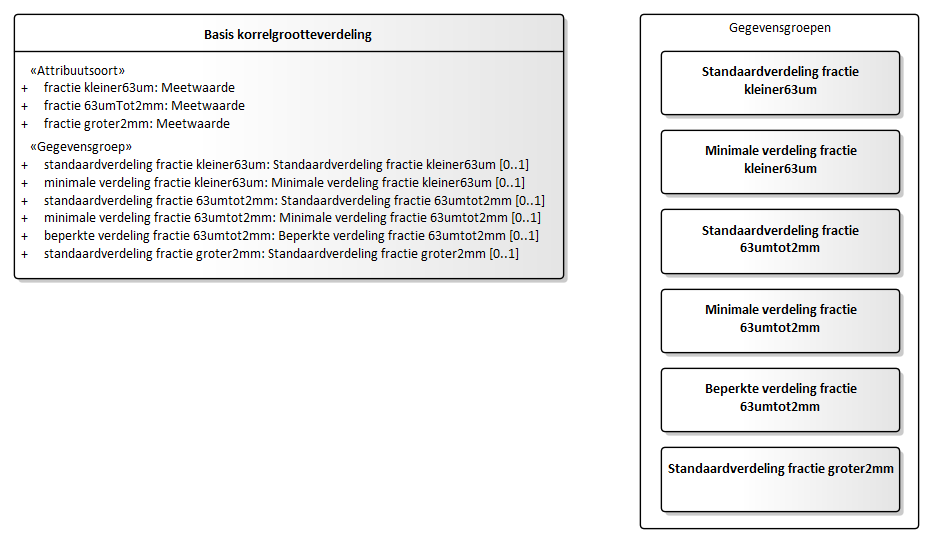 Basis korrelgrootteverdeling
«Attribuutsoort»
+ fractie kleiner63um: Meetwaarde
+ fractie 63umTot2mm: Meetwaarde
+ fractie groter2mm: Meetwaarde
«Gegevensgroep»
+ standaardverdeling fractie kleiner63um: Standaardverdeling fractie kleiner63um [0..1]
+ minimale verdeling fractie kleiner63um: Minimale verdeling fractie kleiner63um [0..1]
+ standaardverdeling fractie 63umtot2mm: Standaardverdeling fractie 63umtot2mm [0..1]
+ minimale verdeling fractie 63umtot2mm: Minimale verdeling fractie 63umtot2mm [0..1]
+ beperkte verdeling fractie 63umtot2mm: Beperkte verdeling fractie 63umtot2mm [0..1]
+ standaardverdeling fractie groter2mm: Standaardverdeling fractie groter2mm [0..1]
Gegevensgroepen
Standaardverdeling fractie
kleiner63um
Minimale verdeling fractie
kleiner63um
Standaardverdeling fractie
63umtot2mm
Minimale verdeling fractie
63umtot2mm
Beperkte verdeling fractie
63umtot2mm
Standaardverdeling fractie groter2mm